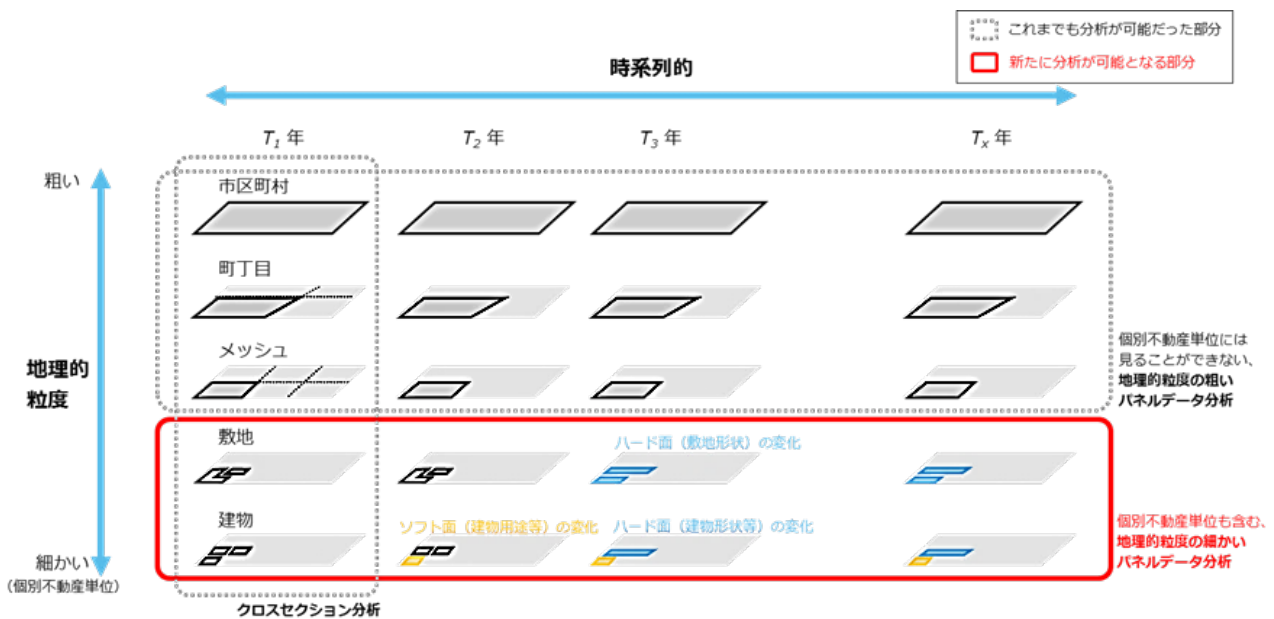 これまでも分析が可能だった部分
新たに分析が可能となる部分
時系列的
T1 年
T2 年
T3 年
Tx 年
粗い
市区町村
町丁目
メッシュ
地理的
粒度
個別不動産単位には
見ることができない、
地理的粒度の粗い
パネルデータ分析
敷地
ハード面（敷地形状）の変化
建物
ソフト面（建物用途等）の変化
ハード面（建物形状等）の変化
個別不動産単位も含む、
地理的粒度の細かい
パネルデータ分析
細かい
（個別不動産単位）
クロスセクション分析